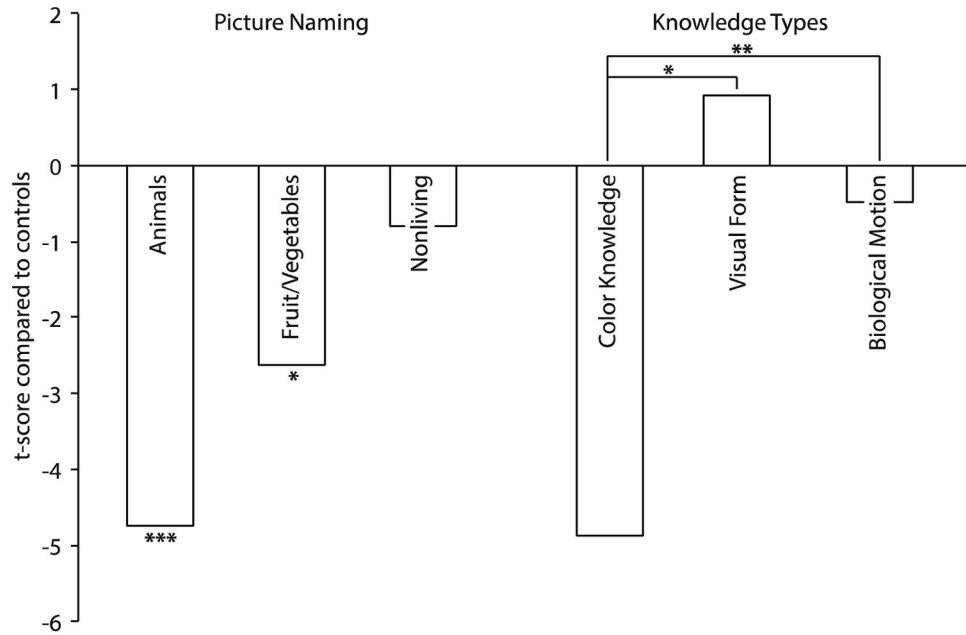 Picture Naming
Knowledge Types
t-score compared to controls
2
1
0
-1
-2
-3
-4
-5
-6
Animals
***
Fruit/Vegetables
*
Nonliving
Color Knowledge
*
**
Visual Form
Biological Motion